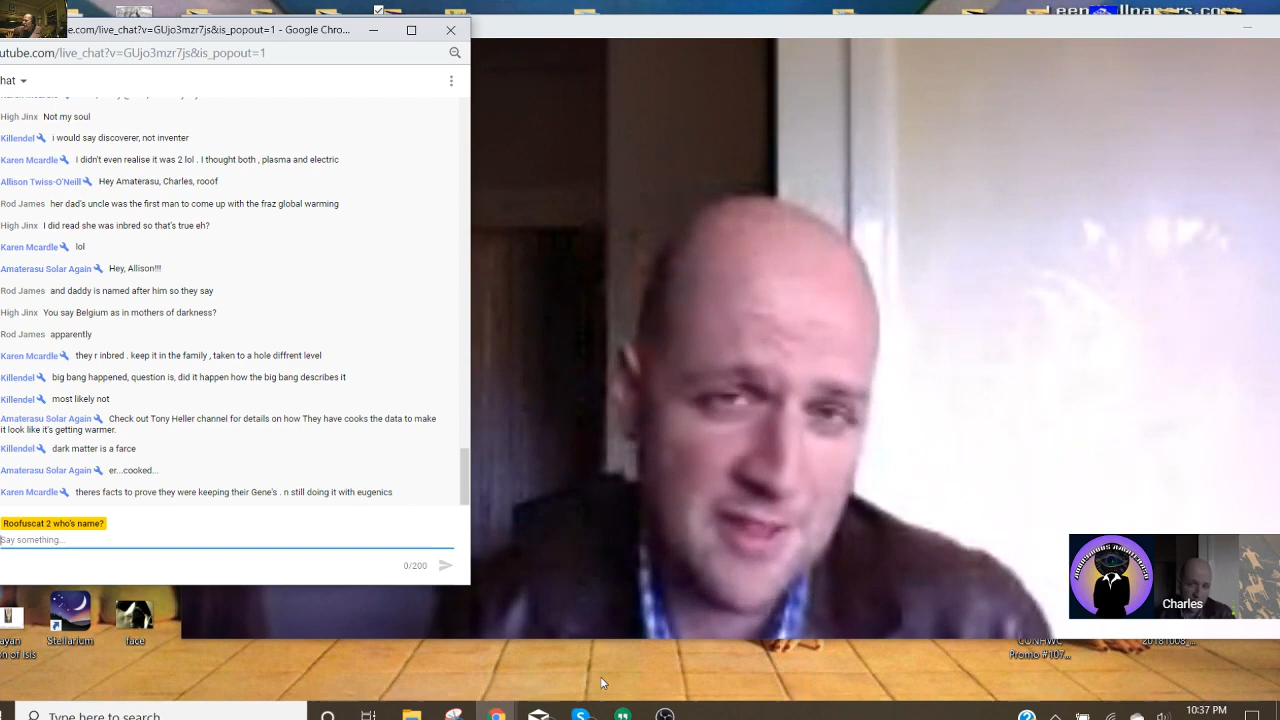 e.com/live_chat?v=GUjo3mzr7js&is_popout=1 - Google Chro...
utube.com/live_chat?v=GUjo3mzr7js&is_popout=1
hat
High Jinx Not my soul
Killendel i would say discoverer, not inventer
Karen Mcardle I didn't even realise it was 2 lol . I thought both , plasma and electric
Allison Twiss-O'Neill Hey Amaterasu, Charles, rooof
Rod James her dad's uncle was the first man to come up with the fraz global warming
High Jinx I did read she was inbred so that's true eh?
Karen Mcardle lol
Amaterasu Solar Again Hey, Allison!!!
Rod James and daddy is named after him so they say
High Jinx You say Belgium as in mothers of darkness?
Rod James apparently
Karen Mcardle they r inbred . keep it in the family , taken to a hole diffrent level
Killendel big bang happened, question is, did it happen how the big bang describes it
Killendel most likely not
Amaterasu Solar Again Check out Tony Heller channel for details on how They have cooks the data to make
it look like it's getting warmer.
Killendel dark matter is a farce
Amaterasu Solar Again er...cooked...
Karen Mcardle theres facts to prove they were keeping their Gene's . n still doing it with eugenics
Roofuscat 2 who's name?
Say something...
0/200
Charles
ayan
on of Isis
Stellarium
face
CONHWC
Promo #107...
20181008_...
Type here to search
10:37 PM